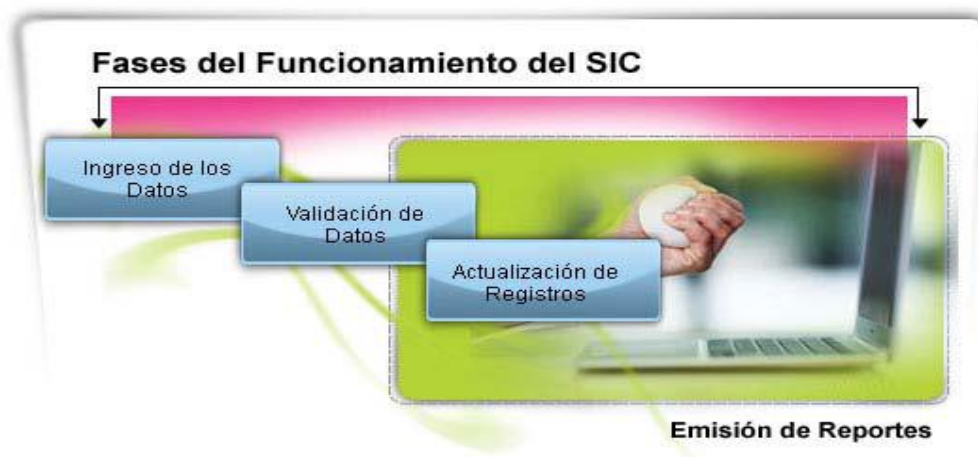 Fases del Funcionamiento del SIC
Ingreso de los
Datos
Validación de
Datos
Actualización de
Registros
Emisión de Reportes